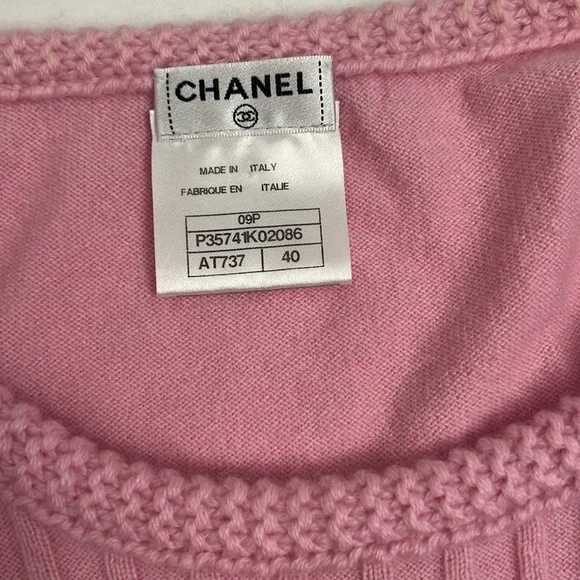 CHANEL
MADE IN ITALY
FABRIQUE EN ITALIE
09P
P35741K02086
AT737 40